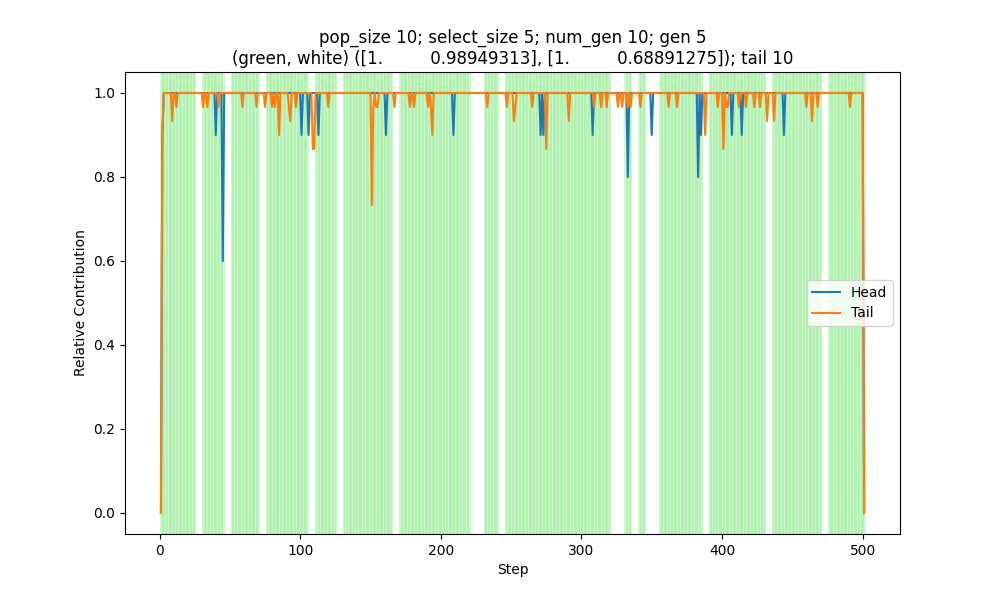 pop_size 10; select_size 5; num_gen 10; gen 5
(green, white) ([1. 0.98949313], [1. 0.68891275]); tail 10
1.0
0.8
0.6
0.4
0.2
0.0
Relative Contribution
Head
Tail
0 100 200 300 400 500
Step